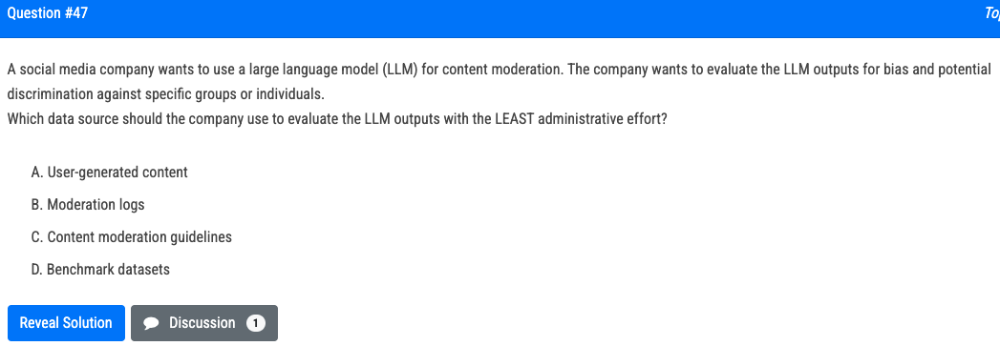 Question #47
To
A social media company wants to use a large language model (LLM) for content moderation. The company wants to evaluate the LLM outputs for bias and potential
discrimination against specific groups or individuals.
Which data source should the company use to evaluate the LLM outputs with the LEAST administrative effort?
A. User-generated content
B. Moderation logs
C. Content moderation guidelines
D. Benchmark datasets
Reveal Solution
Discussion 1